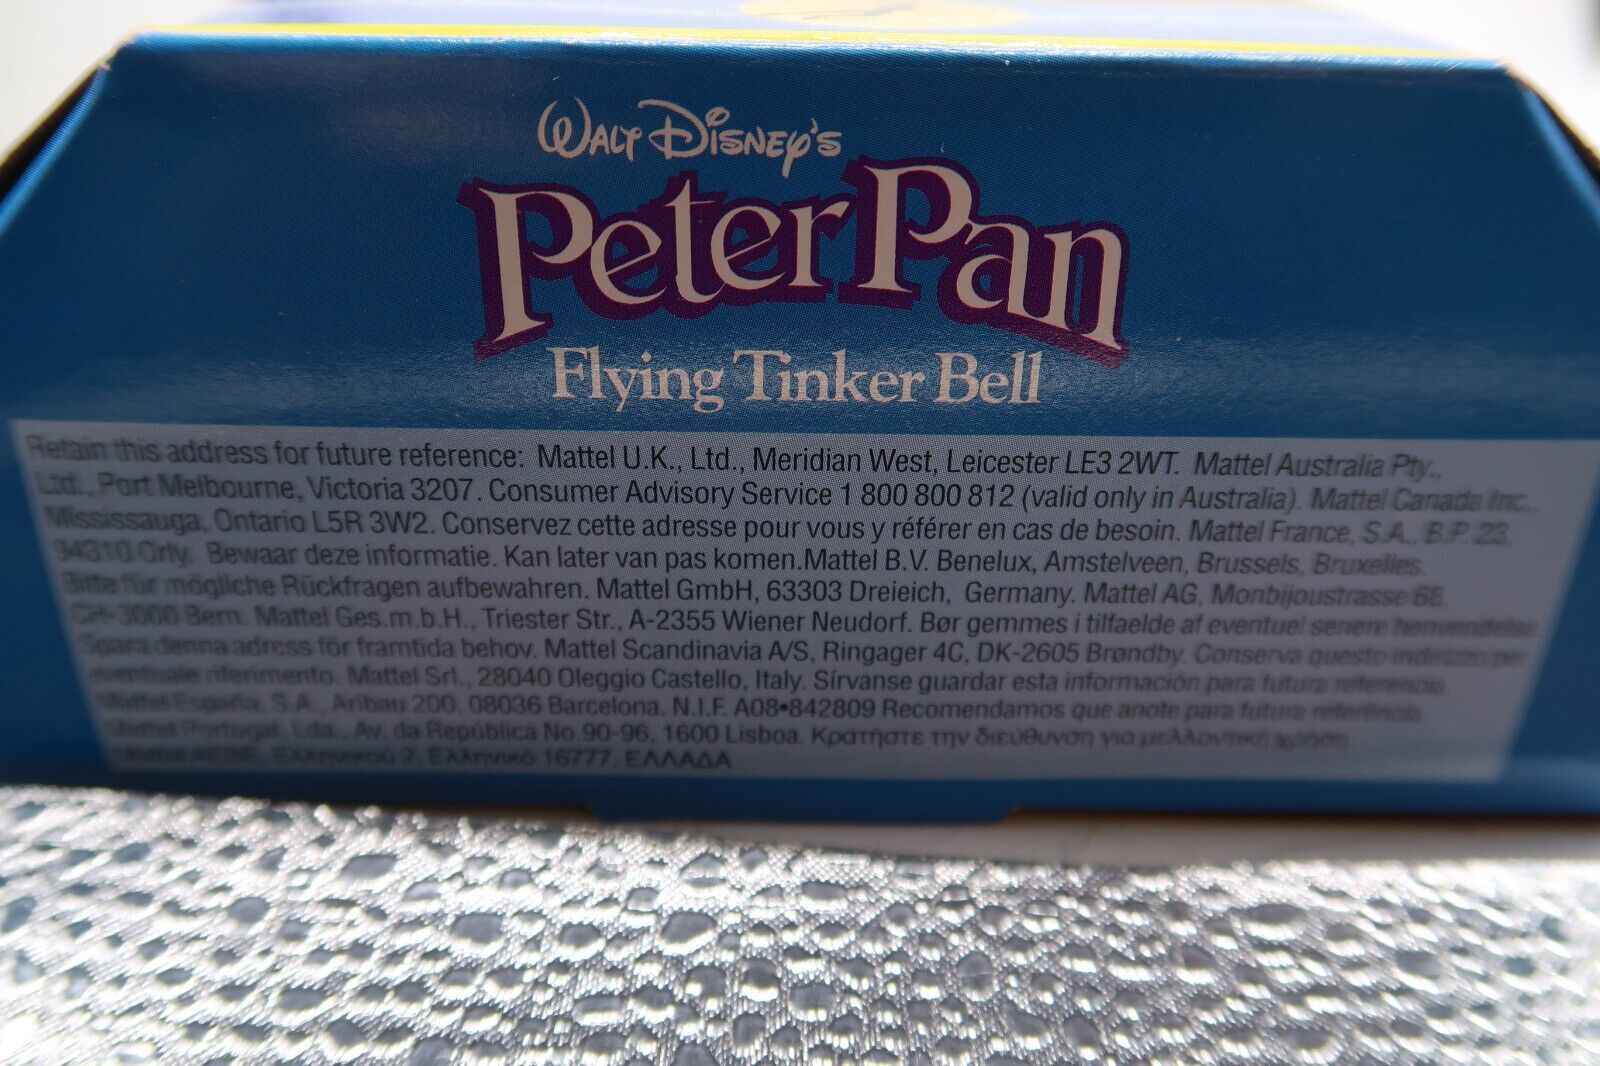 WALT DISNEY'S
Peter Pan
Flying Tinker Bell
Retain this address for future reference: Mattel U.K., Ltd., Meridian West, Leicester LE3 2WT. Mattel Australia Pty.,
Ltd., Port Melbourne, Victoria 3207. Consumer Advisory Service 1 800 800 812 (valid only in Australia). Mattel Canada Inc.,
Mississauga, Ontario L5R 3W2. Conservez cette adresse pour vous y référer en cas de besoin. Mattel France, S.A., B.P. 23,
94310 Orly. Bewaar deze informatie. Kan later van pas komen.Mattel B.V. Benelux, Amstelveen, Brussels, Bruxelles.
Bitte für mögliche Rückfragen aufbewahren. Mattel GmbH, 63303 Dreieich, Germany. Mattel AG, Monbijoustrasse 68,
CH-3000 Bern. Mattel Ges.m.b.H., Triester Str., A-2355 Wiener Neudorf. Bør gemmes i tilfaelde af eventuel senere henvendelse
Spara denna adress för framtida behov. Mattel Scandinavia A/S, Ringager 4C, DK-2605 Brøndby. Conserva questo indirizzo per
eventuale riferimento. Mattel Srl., 28040 Oleggio Castello, Italy. Sírvanse guardar esta información para futura referencia.
Mattel España, S.A., Aribau 200, 08036 Barcelona. N.I.F. A08•842809 Recomendamos que anote para futura referência.
Mattel Portugal, Lda., Av. da República No. 90-96, 1600 Lisboa. Κρατήστε την διεύθυνση για μελλοντική χρήση
Mattel AEBE, Ελληνικού 2, Ελληνικό 16777, ΕΛΛΑΔΑ